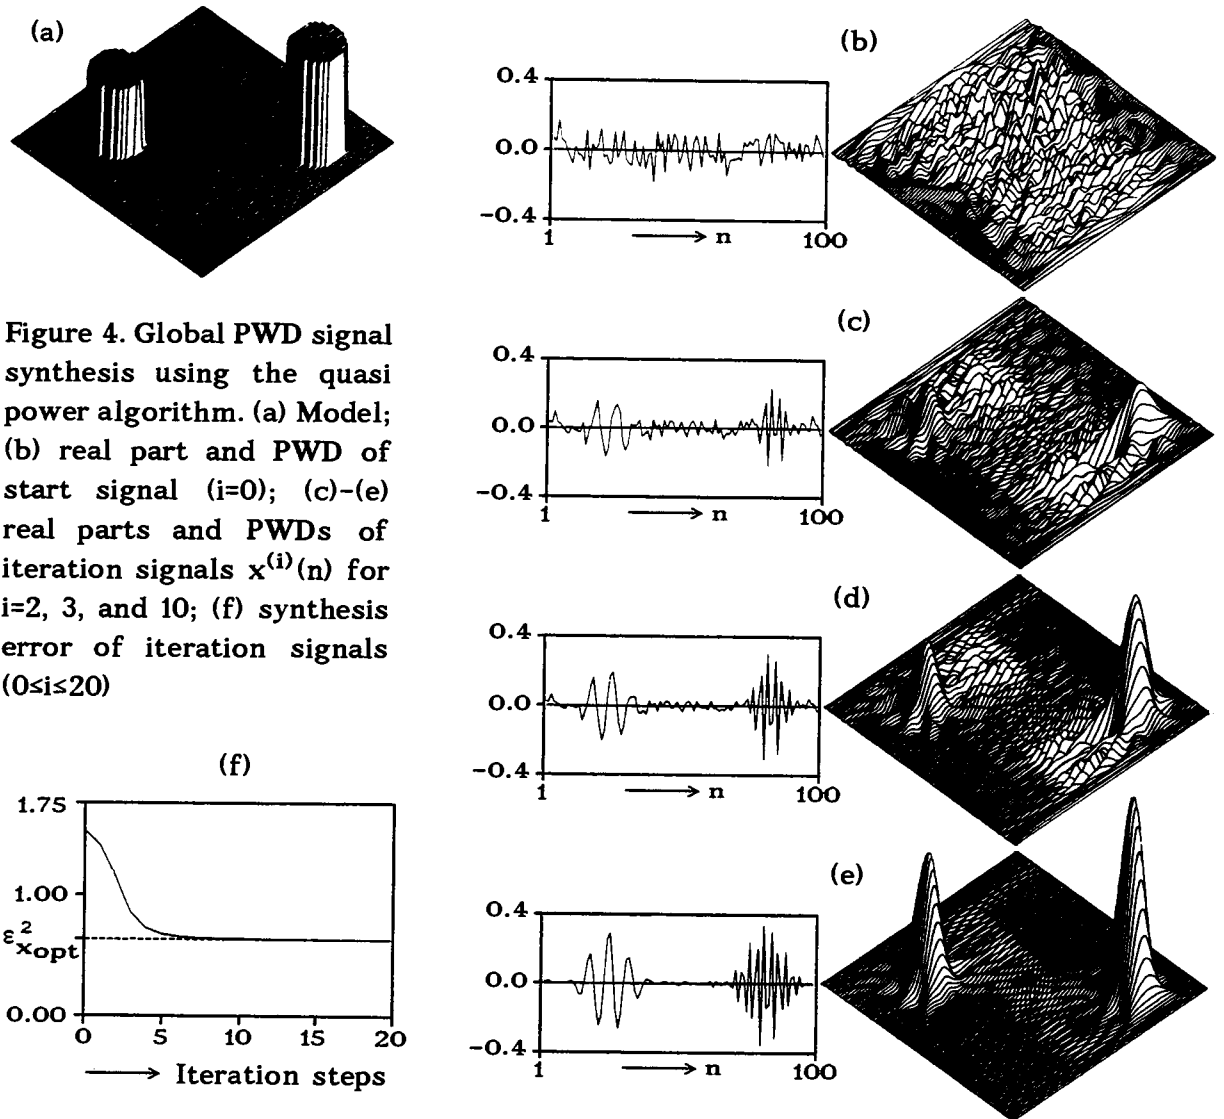 (a)
Figure 4. Global PWD signal
synthesis using the quasi
power algorithm. (a) Model;
(b) real part and PWD of
start signal (i=0); (c)-(e)
real parts and PWDs of
iteration signals x^(i)(n) for
i=2, 3, and 10; (f) synthesis
error of iteration signals
(0≤i≤20)
(f)
1.75
1.00
ε²xopt
0.00
0 5 10 15 20
→ Iteration steps
(b)
0.4
0.0
-0.4
1 → n 100
(c)
0.4
0.0
-0.4
1 → n 100
(d)
0.4
0.0
-0.4
1 → n 100
(e)
0.4
0.0
-0.4
1 → n 100